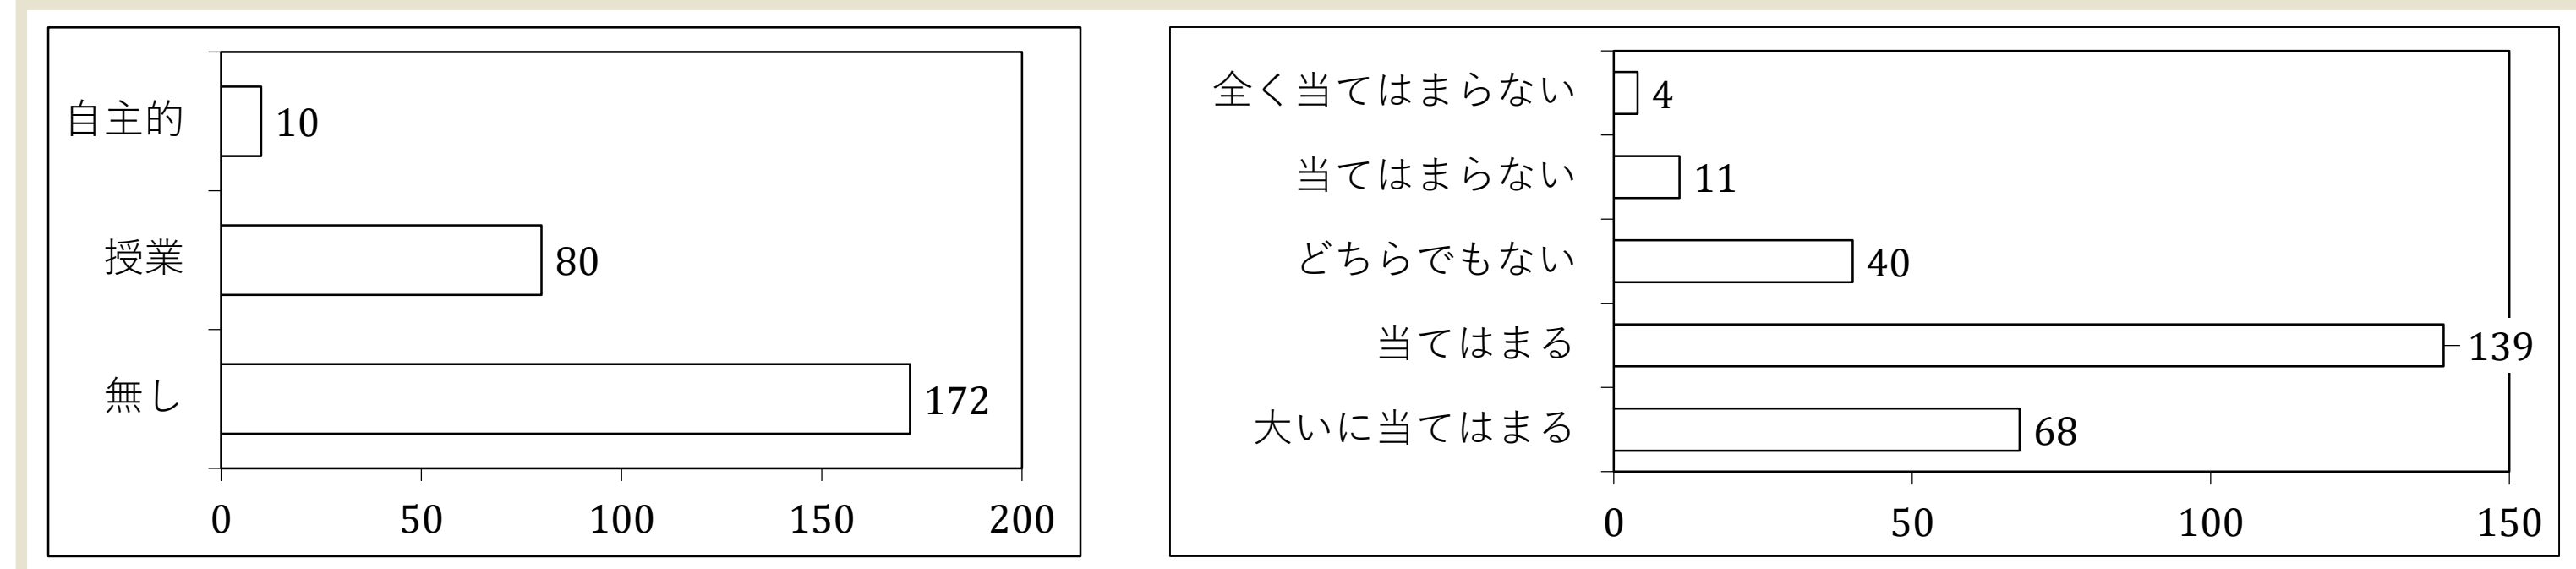 自主的 10
授業 80
無し 172
0 50 100 150 200
全く当てはまらない 4
当てはまらない 11
どちらでもない 40
当てはまる 139
大いに当てはまる 68
0 50 100 150